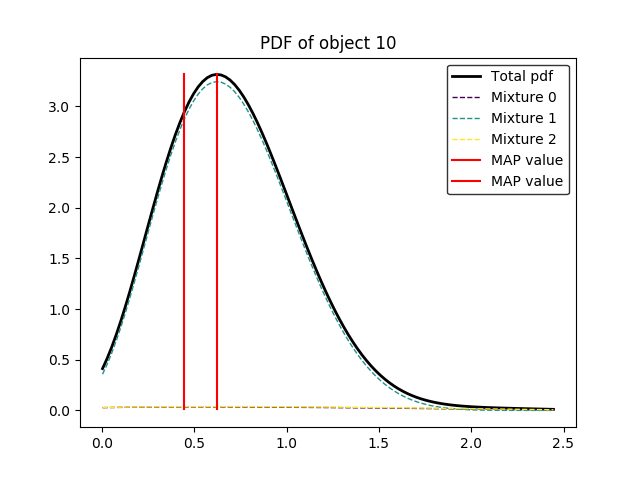 PDF of object 10
Total pdf
Mixture 0
Mixture 1
Mixture 2
MAP value
MAP value
3.0
2.5
2.0
1.5
1.0
0.5
0.0
0.0 0.5 1.0 1.5 2.0 2.5